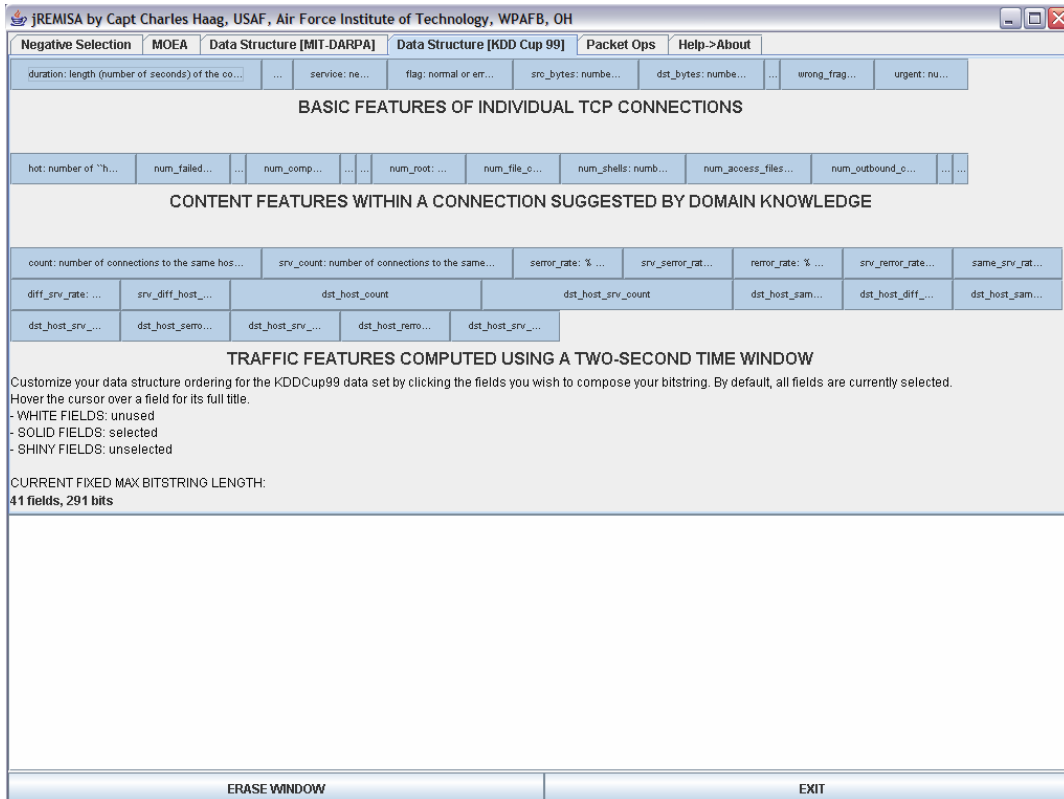 jREMISA by Capt Charles Haag, USAF, Air Force Institute of Technology, WPAFB, OH
Negative Selection MOEA Data Structure [MIT-DARPA] Data Structure [KDD Cup 99] Packet Ops Help->About
duration: length (number of seconds) of the co... ... service: ne... flag: normal or err... src_bytes: numbe... dst_bytes: numbe... ... wrong_frag... urgent: nu...
BASIC FEATURES OF INDIVIDUAL TCP CONNECTIONS
hot: number of ``h... num_failed... ... num_comp... ... ... num_root: ... num_file_c... num_shells: numb... num_access_files... num_outbound_c... ... ...
CONTENT FEATURES WITHIN A CONNECTION SUGGESTED BY DOMAIN KNOWLEDGE
count: number of connections to the same hos... srv_count: number of connections to the same... serror_rate: % ... srv_serror_rat... rerror_rate: % ... srv_rerror_rate... same_srv_rat...
diff_srv_rate: ... srv_diff_host_... dst_host_count dst_host_srv_count dst_host_sam... dst_host_diff_... dst_host_sam...
dst_host_srv_... dst_host_serro... dst_host_srv_... dst_host_rerro... dst_host_srv_...
TRAFFIC FEATURES COMPUTED USING A TWO-SECOND TIME WINDOW
Customize your data structure ordering for the KDDCup99 data set by clicking the fields you wish to compose your bitstring. By default, all fields are currently selected.
Hover the cursor over a field for its full title.
- WHITE FIELDS: unused
- SOLID FIELDS: selected
- SHINY FIELDS: unselected
CURRENT FIXED MAX BITSTRING LENGTH:
41 fields, 291 bits
ERASE WINDOW EXIT